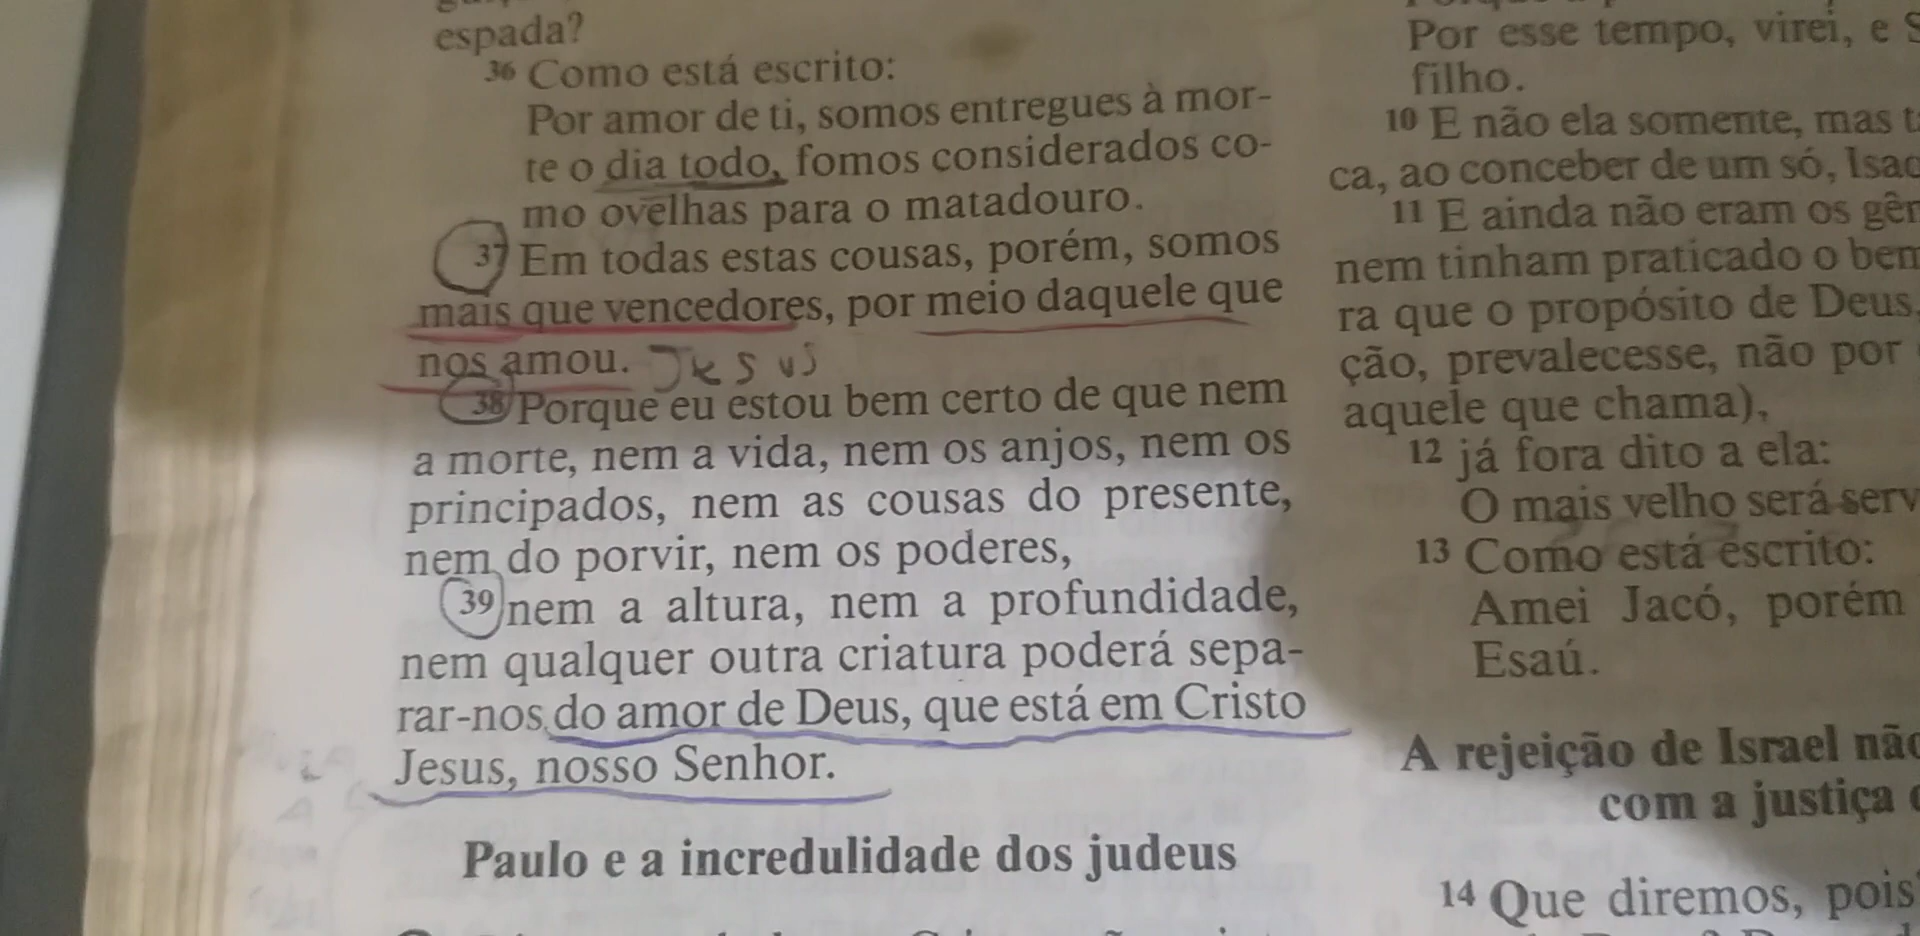 espada?
36 Como está escrito:
Por amor de ti, somos entregues à mor-
te o dia todo, fomos considerados co-
mo ovelhas para o matadouro.
37 Em todas estas cousas, porém, somos
mais que vencedores, por meio daquele que
nos amou. Jesus
38 Porque eu estou bem certo de que nem
a morte, nem a vida, nem os anjos, nem os
principados, nem as cousas do presente,
nem do porvir, nem os poderes,
39 nem a altura, nem a profundidade,
nem qualquer outra criatura poderá sepa-
rar-nos do amor de Deus, que está em Cristo
Jesus, nosso Senhor.
Paulo e a incredulidade dos judeus
Por esse tempo, virei, e
filho.
10 E não ela somente, mas
ca, ao conceber de um só,
11 E ainda não eram os
nem tinham praticado o
ra que o propósito de Deus,
ção, prevalecesse, não por
aquele que chama),
12 já fora dito a ela:
O mais velho será
13 Como está escrito:
Amei Jacó, porém
Esaú.
A rejeição de Israel
com a justiça
14 Que diremos, pois